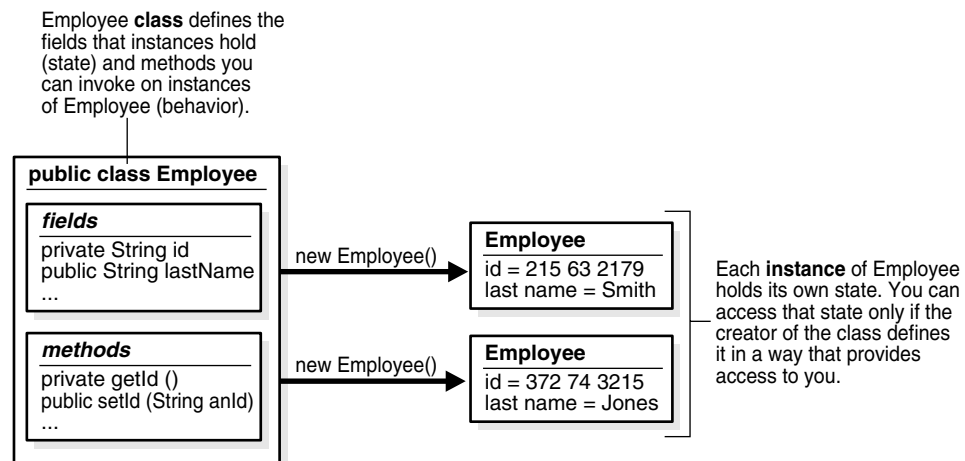 Employee class defines the
fields that instances hold
(state) and methods you
can invoke on instances
of Employee (behavior).
public class Employee
fields
private String id
public String lastName
...
methods
private getId ()
public setId (String anId)
...
new Employee()
new Employee()
Employee
id = 215 63 2179
last name = Smith
Employee
id = 372 74 3215
last name = Jones
Each instance of Employee
holds its own state. You can
access that state only if the
creator of the class defines
it in a way that provides
access to you.